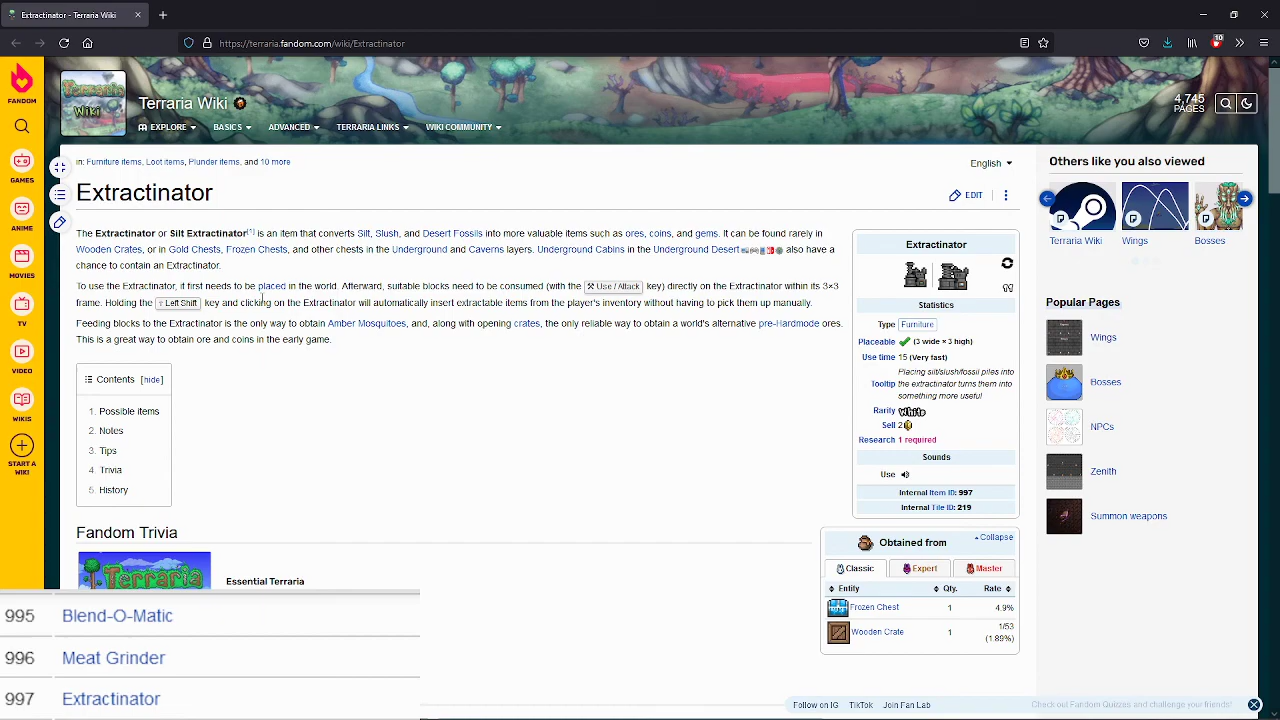 Extractinator - Terraria Wiki
https://terraria.fandom.com/wiki/Extractinator
10
FANDOM
GAMES
ANIME
MOVIES
TV
VIDEO
WIKIS
START A
WIKI
TERRARIA
Wiki
Terraria Wiki
EXPLORE
BASICS
ADVANCED
TERRARIA LINKS
WIKI COMMUNITY
4,745
PAGES
in: Furniture items, Loot items, Plunder items, and 10 more
English
Extractinator
EDIT
The Extractinator or Silt Extractinator[1] is an item that converts Silt, Slush, and Desert Fossils into more valuable items such as ores, coins, and gems. It can be found rarely in
Wooden Crates, or in Gold Chests, Frozen Chests, and other chests in the Underground and Caverns layers. Underground Cabins in the Underground Desert also have a
chance to contain an Extractinator.
To use the Extractinator, it first needs to be placed in the world. Afterward, suitable blocks need to be consumed (with the Use / Attack key) directly on the Extractinator within its 3×3
frame. Holding the Left Shift key and clicking on the Extractinator will automatically insert extractable items from the player's inventory without having to pick them up manually.
Feeding blocks to the Extractinator is the only way to obtain Amber Mosquitoes, and, along with opening crates, the only reliable way to obtain a world's alternative pre-Hardmode ores.
This is a great way to obtain ore and coins in the early game.
Contents [hide]
1. Possible items
2. Notes
3. Tips
4. Trivia
5. History
Fandom Trivia
Terraria
Essential Terraria
Extractinator
Statistics
Type Furniture
Placeable (3 wide × 3 high)
Use time 15 (Very fast)
Tooltip Placing silt/slush/fossil piles into
the extractinator turns them into
something more useful!
Rarity White
Sell 2
Research 1 required
Sounds
Use
Internal Item ID: 997
Internal Tile ID: 219
Obtained from
Collapse
Classic Expert Master
Entity Qty. Rate
Frozen Chest 1 4.9%
Wooden Crate 1 1/53
(1.89%)
Others like you also viewed
Terraria Wiki
Wings
Bosses
Popular Pages
Wings
Bosses
NPCs
Zenith
Summon weapons
995 Blend-O-Matic
996 Meat Grinder
997 Extractinator
Follow on IG TikTok Join Fan Lab
Check out Fandom Quizzes and challenge your friends!